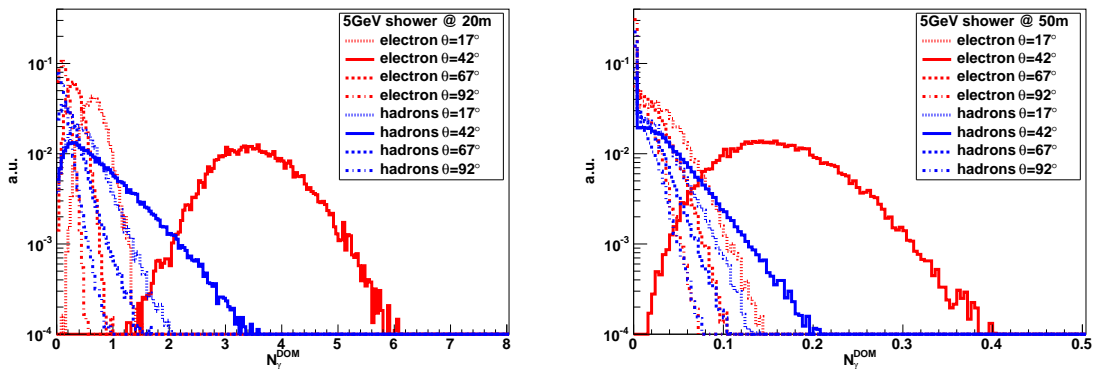 5GeV shower @ 20m
electron θ=17°
electron θ=42°
electron θ=67°
electron θ=92°
hadrons θ=17°
hadrons θ=42°
hadrons θ=67°
hadrons θ=92°
10⁻¹
10⁻²
10⁻³
10⁻⁴
a.u.
0 1 2 3 4 5 6 7 8
N_γ^DOM
5GeV shower @ 50m
electron θ=17°
electron θ=42°
electron θ=67°
electron θ=92°
hadrons θ=17°
hadrons θ=42°
hadrons θ=67°
hadrons θ=92°
10⁻¹
10⁻²
10⁻³
10⁻⁴
a.u.
0 0.1 0.2 0.3 0.4 0.5
N_γ^DOM